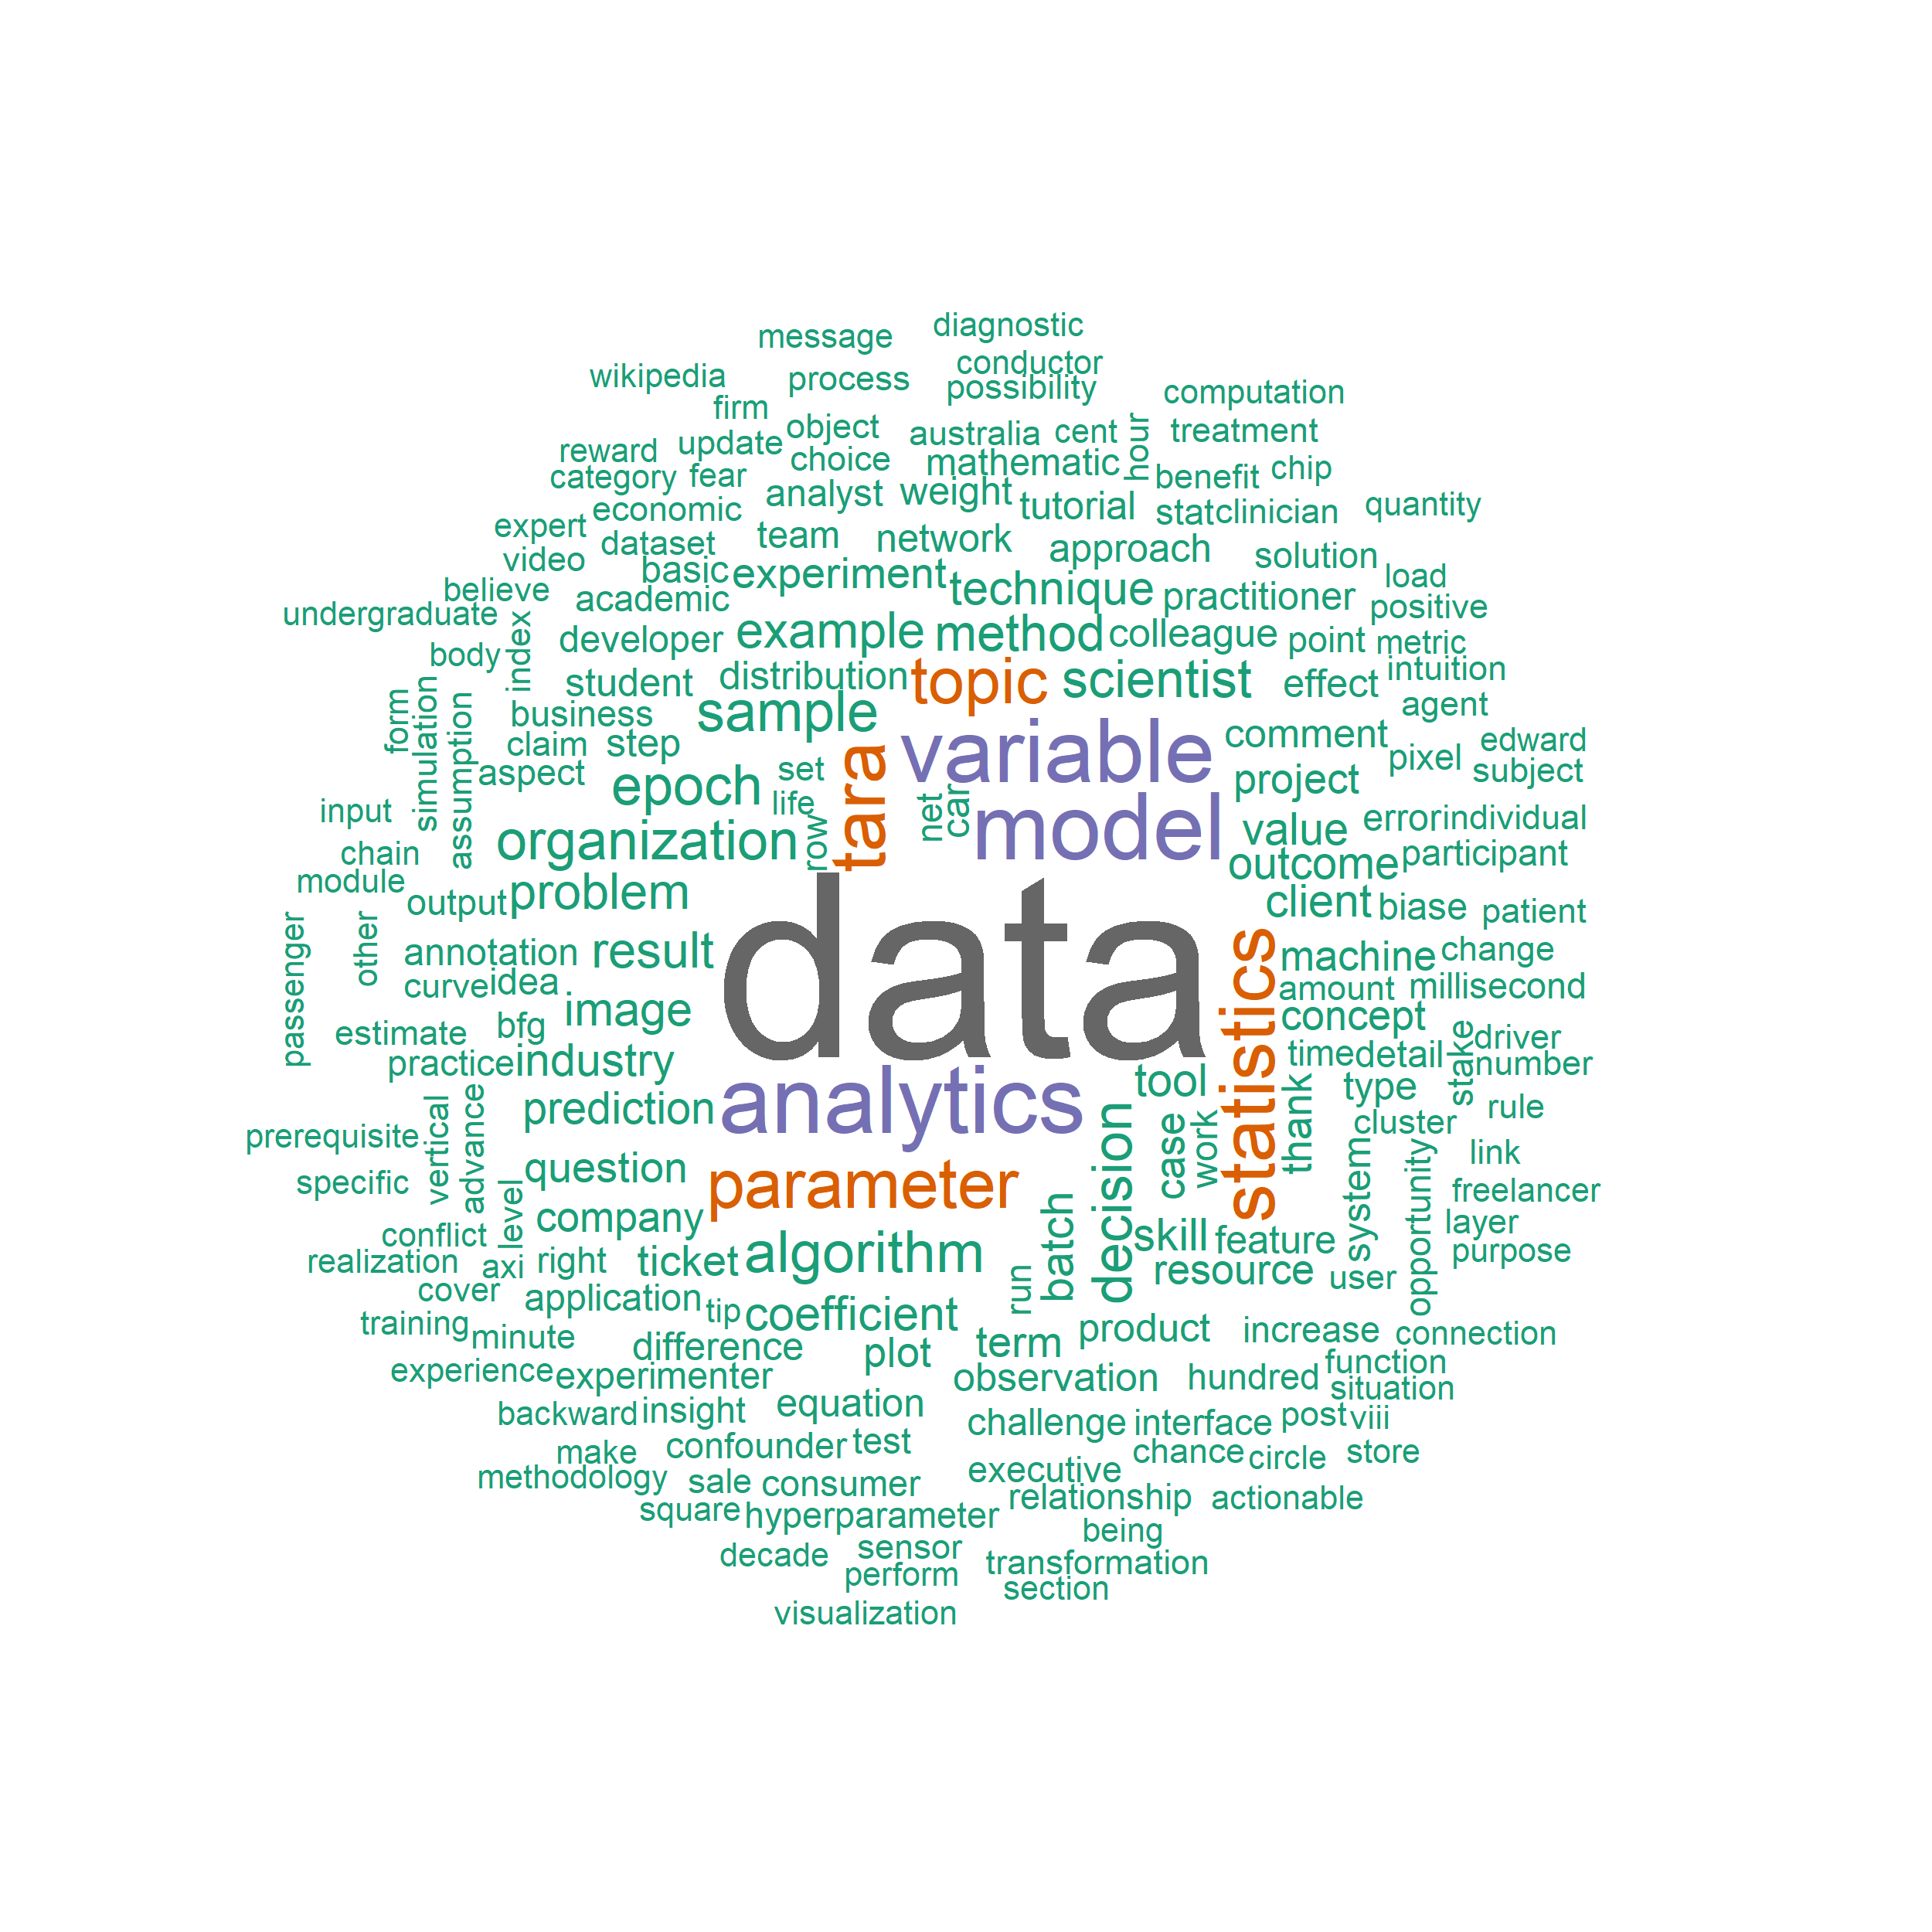 diagnostic
message
conductor
wikipedia
process
possibility
computation
firm
object
australia
cent
hour
treatment
reward
update
choice
mathematic
benefit
chip
category
fear
analyst
weight
tutorial
stat
clinician
quantity
economic
expert
team
network
approach
solution
video
dataset
basic
experiment
technique
practitioner
load
believe
academic
positive
undergraduate
index
developer
example
method
colleague
point
metric
body
student
distribution
topic
scientist
effect
intuition
form
simulation
assumption
business
sample
agent
claim
step
tara
variable
comment
pixel
edward
subject
aspect
epoch
set
life
net
car
project
input
organization
row
model
value
error
individual
chain
outcome
participant
module
output
problem
data
client
biase
patient
passenger
other
annotation
result
statistics
machine
change
curve
idea
image
amount
millisecond
estimate
bfg
concept
stake
driver
practice
industry
time
detail
number
analytics
tool
thank
type
prediction
decision
case
work
cluster
rule
prerequisite
vertical
advance
specific
question
parameter
system
opportunity
link
freelancer
level
company
batch
skill
feature
layer
conflict
realization
axi
right
ticket
algorithm
resource
user
purpose
cover
application
tip
coefficient
run
training
minute
difference
plot
term
product
increase
connection
experience
experimenter
observation
hundred
function
situation
backward
insight
equation
challenge
interface
post
viii
make
confounder
test
chance
circle
store
methodology
sale
consumer
executive
square
hyperparameter
relationship
actionable
being
decade
sensor
transformation
perform
section
visualization